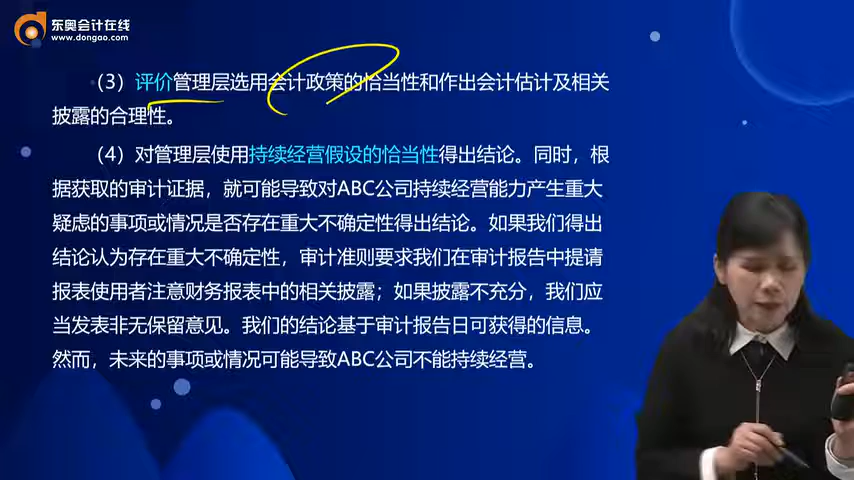 东奥会计在线
www.dongao.com
（3）评价管理层选用会计政策的恰当性和作出会计估计及相关
披露的合理性。
（4）对管理层使用持续经营假设的恰当性得出结论。同时，根
据获取的审计证据，就可能导致对ABC公司持续经营能力产生重大
疑虑的事项或情况是否存在重大不确定性得出结论。如果我们得出
结论认为存在重大不确定性，审计准则要求我们在审计报告中提请
报表使用者注意财务报表中的相关披露；如果披露不充分，我们应
当发表非无保留意见。我们的结论基于审计报告日可获得的信息。
然而，未来的事项或情况可能导致ABC公司不能持续经营。